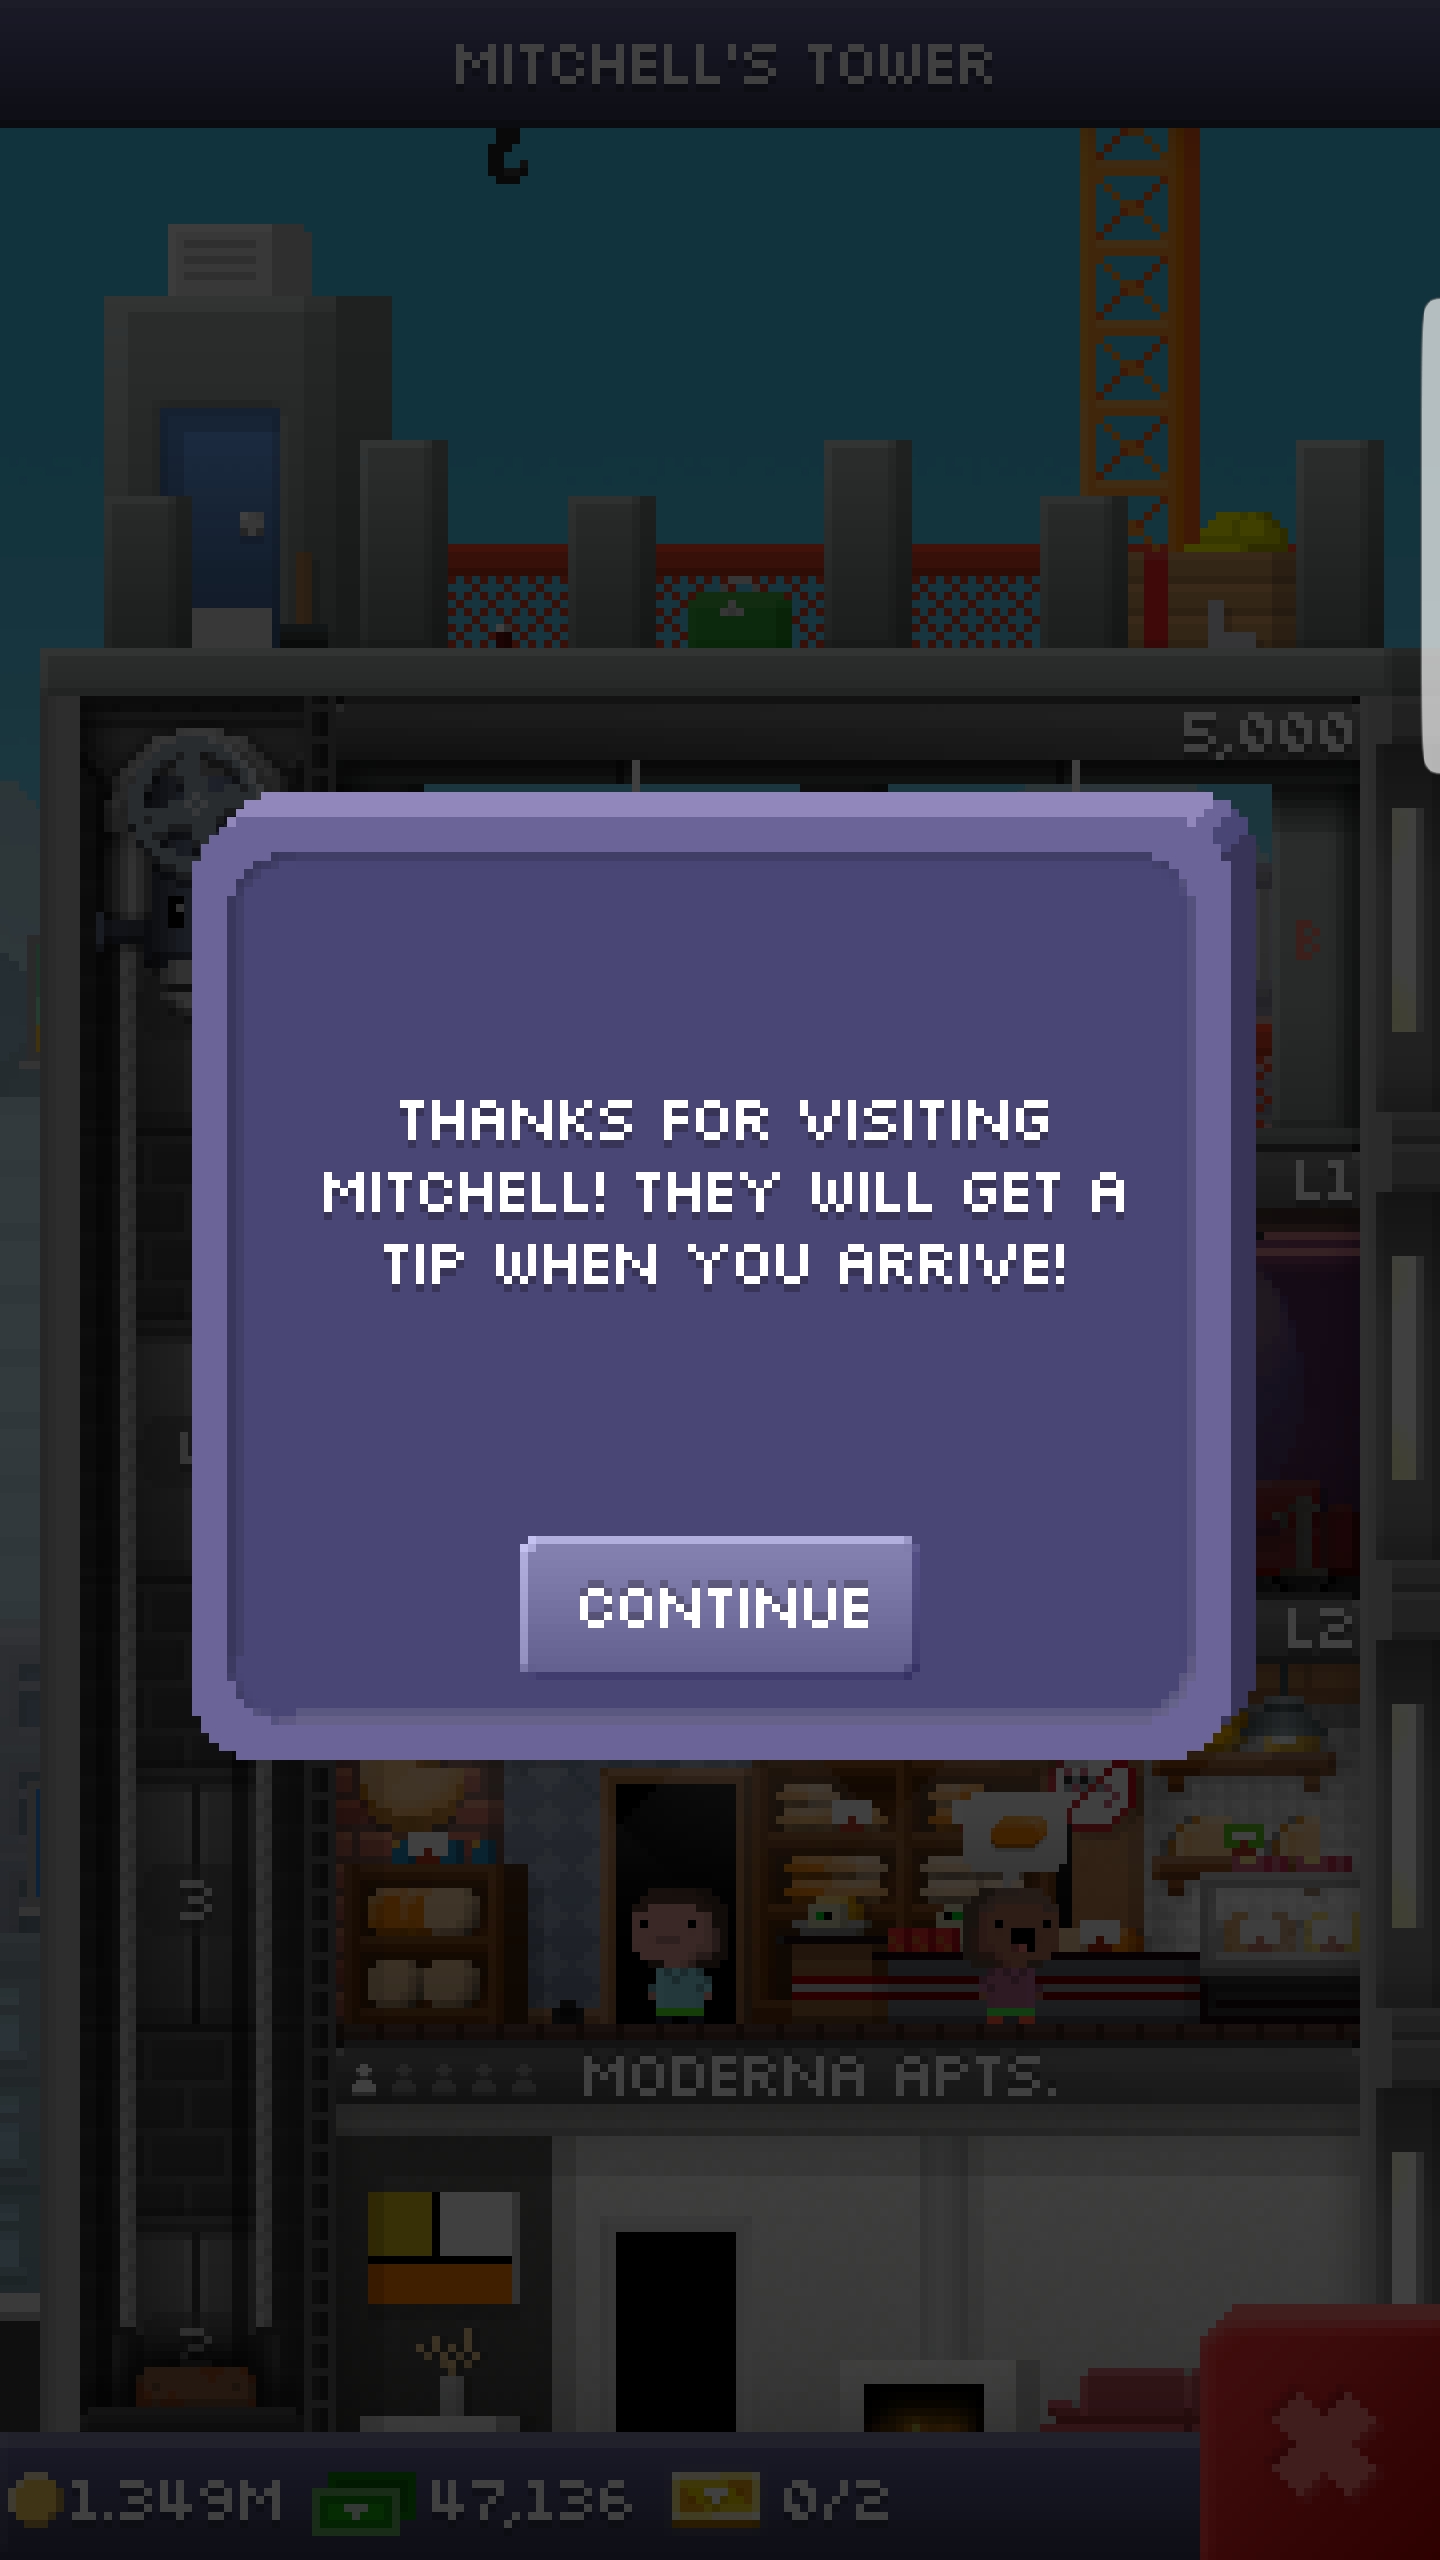 MITCHELL'S TOWER
5,000
B
THANKS FOR VISITING
MITCHELL! THEY WILL GET A
TIP WHEN YOU ARRIVE!
CONTINUE
L1
L2
3
MODERNA APTS.
2
1.349M 47,136 0/2